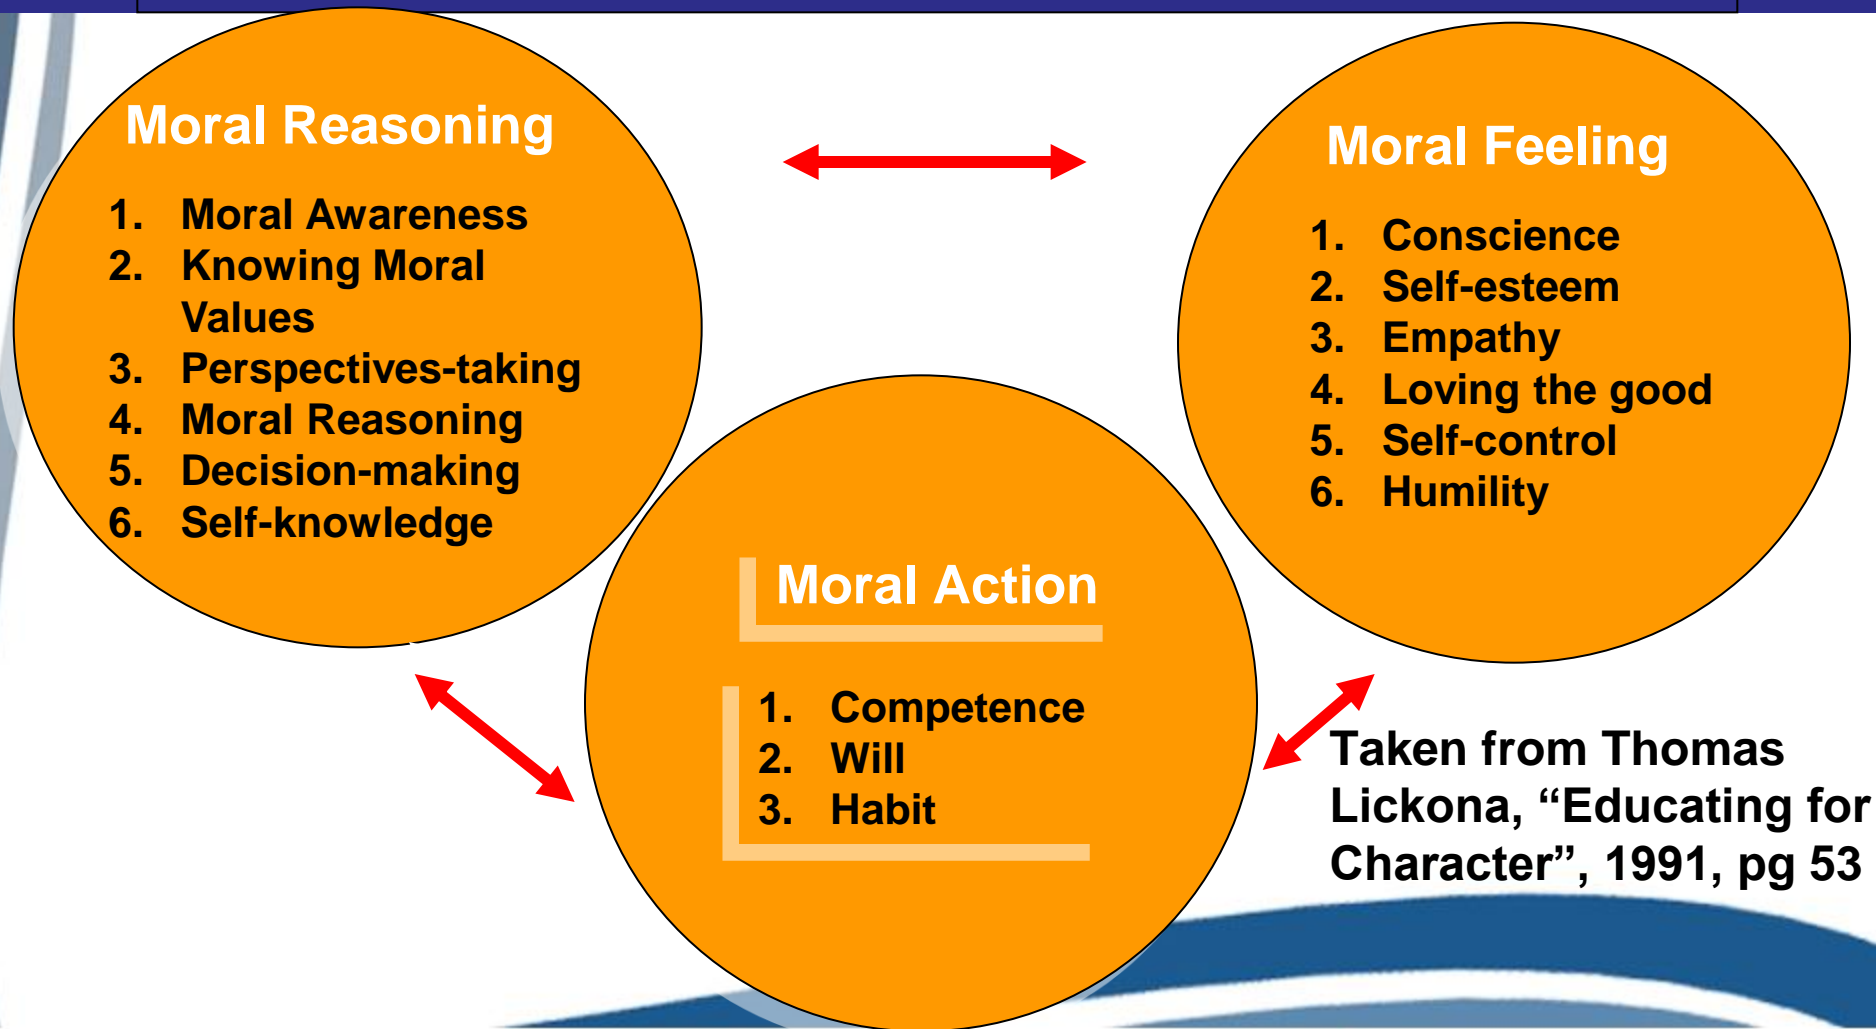 Moral Reasoning
1. Moral Awareness
2. Knowing Moral
Values
3. Perspectives-taking
4. Moral Reasoning
5. Decision-making
6. Self-knowledge
Moral Feeling
1. Conscience
2. Self-esteem
3. Empathy
4. Loving the good
5. Self-control
6. Humility
Moral Action
1. Competence
2. Will
3. Habit
Taken from Thomas
Lickona, “Educating for
Character”, 1991, pg 53